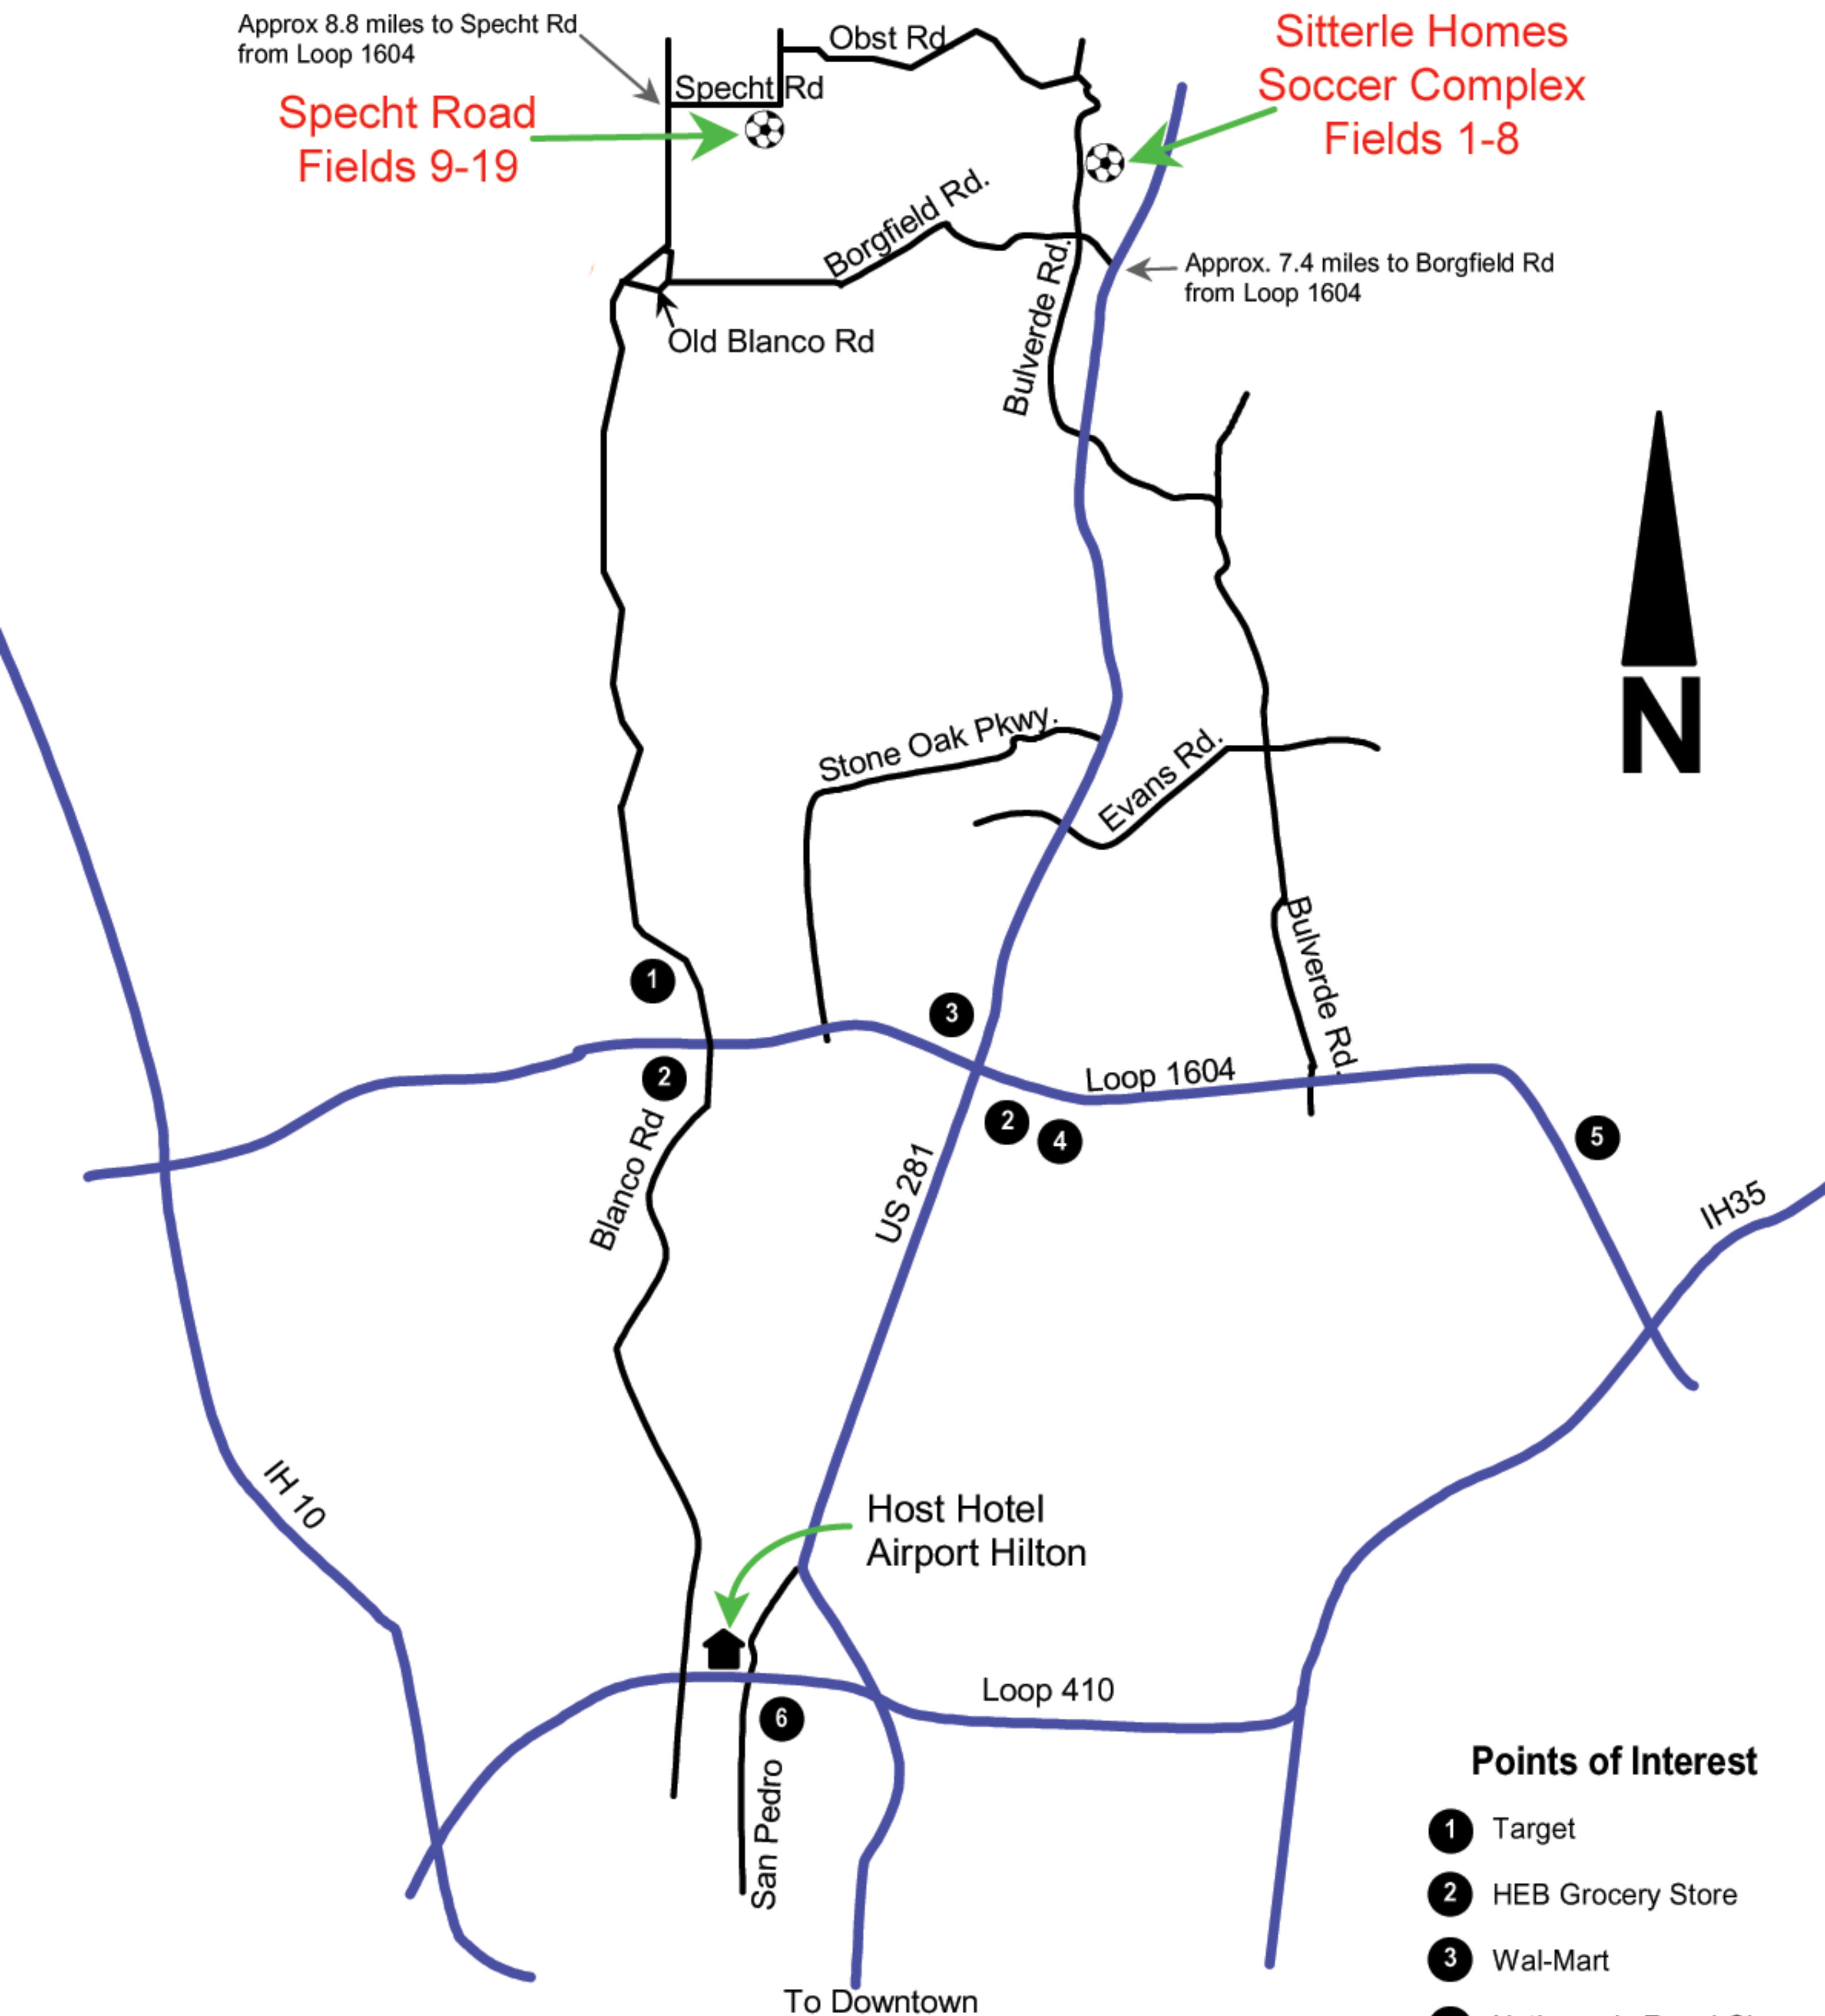 Approx 8.8 miles to Specht Rd
from Loop 1604
Obst Rd
Sitterle Homes
Soccer Complex
Fields 1-8
Specht Rd
Specht Road
Fields 9-19
Borgfield Rd.
Bulverde Rd.
Approx. 7.4 miles to Borgfield Rd
from Loop 1604
Old Blanco Rd
N
Stone Oak Pkwy.
Evans Rd.
Bulverde Rd.
1
3
2
Loop 1604
2
4
5
Blanco Rd
US 281
IH35
IH 10
Host Hotel
Airport Hilton
Loop 410
6
San Pedro
To Downtown
Points of Interest
1 Target
2 HEB Grocery Store
3 Wal-Mart